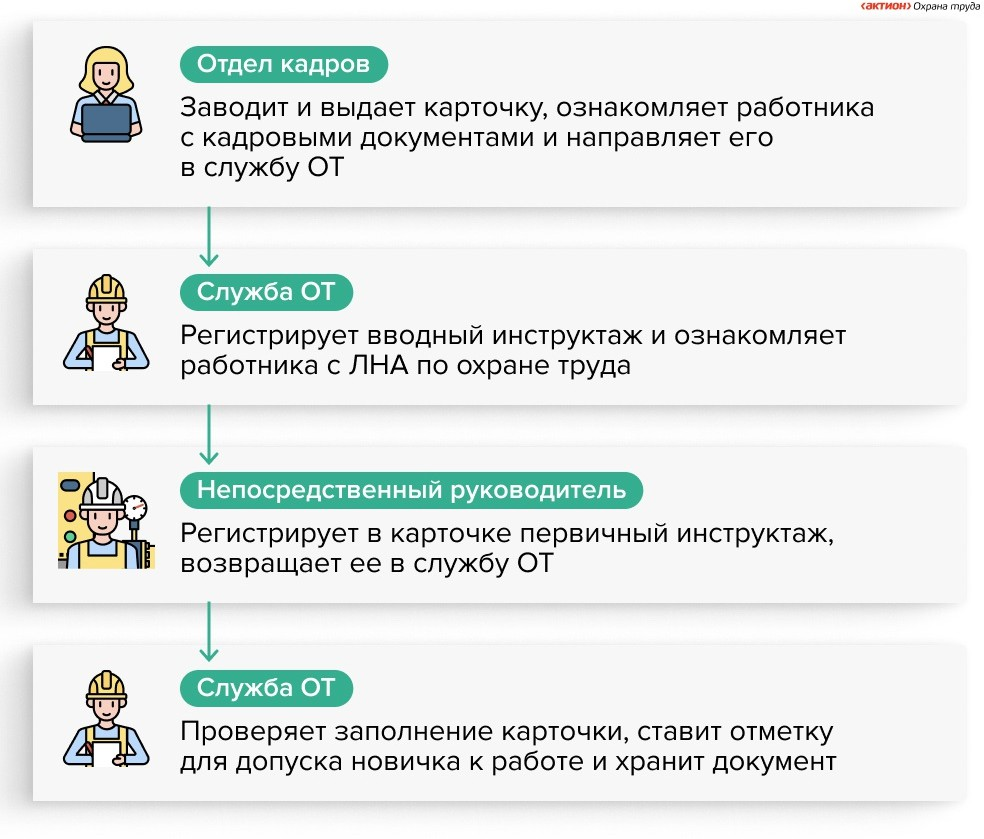 ‹актион› Охрана труда
Отдел кадров
Заводит и выдает карточку, ознакомляет работника
с кадровыми документами и направляет его
в службу ОТ
Служба ОТ
Регистрирует вводный инструктаж и ознакомляет
работника с ЛНА по охране труда
Непосредственный руководитель
Регистрирует в карточке первичный инструктаж,
возвращает ее в службу ОТ
Служба ОТ
Проверяет заполнение карточки, ставит отметку
для допуска новичка к работе и хранит документ